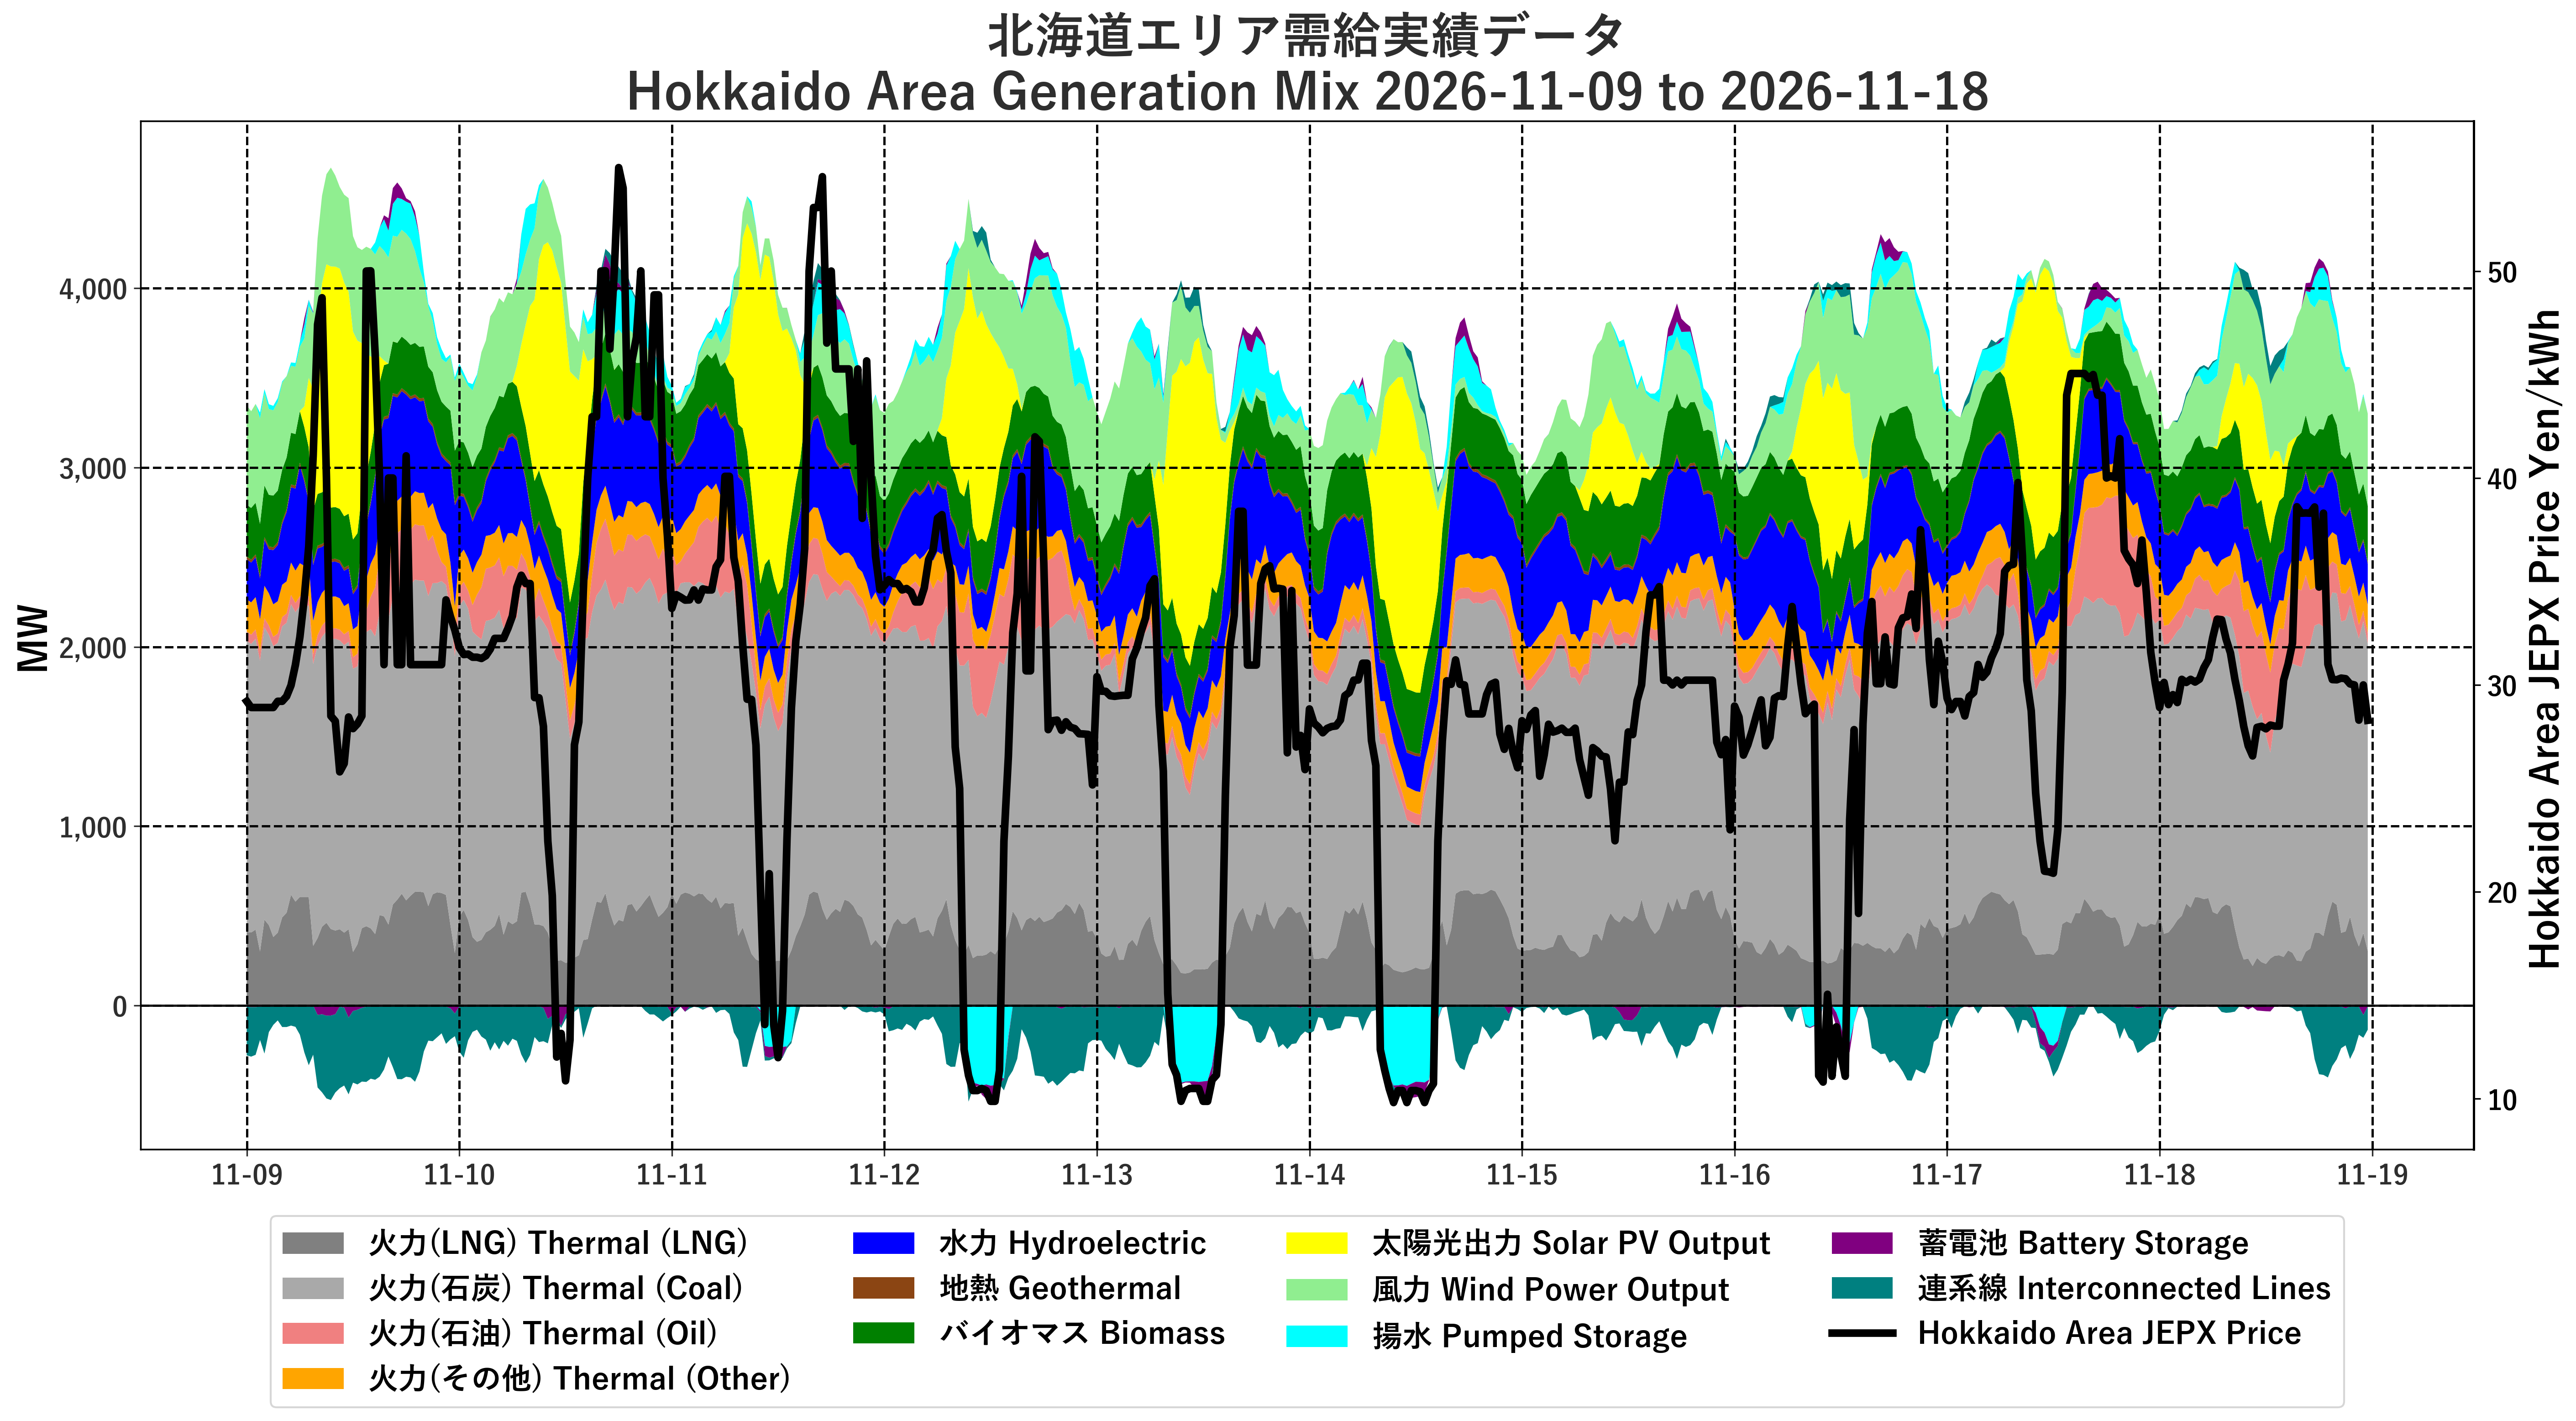 北海道エリア需給実績データ
Hokkaido Area Generation Mix 2026-11-09 to 2026-11-18
MW
4,000
3,000
2,000
1,000
0
50
40
30
20
10
Hokkaido Area JEPX Price Yen/kWh
11-09
11-10
11-11
11-12
11-13
11-14
11-15
11-16
11-17
11-18
11-19
火力(LNG) Thermal (LNG)
火力(石炭) Thermal (Coal)
火力(石油) Thermal (Oil)
火力(その他) Thermal (Other)
水力 Hydroelectric
地熱 Geothermal
バイオマス Biomass
太陽光出力 Solar PV Output
風力 Wind Power Output
揚水 Pumped Storage
蓄電池 Battery Storage
連系線 Interconnected Lines
Hokkaido Area JEPX Price